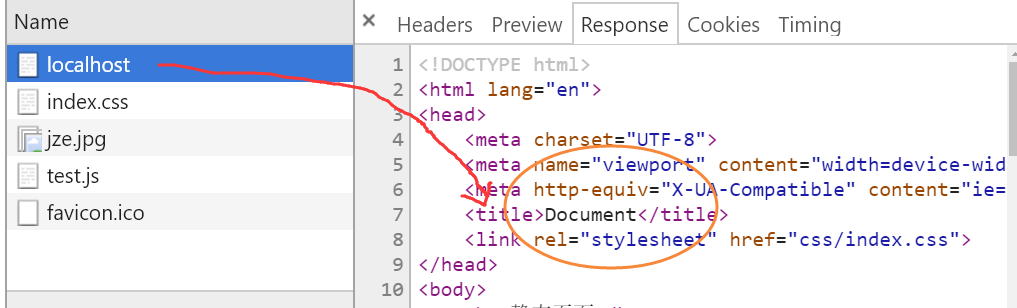 Name
localhost
index.css
jze.jpg
test.js
favicon.ico
× Headers Preview Response Cookies Timing
1 <!DOCTYPE html>
2 <html lang="en">
3 <head>
4 <meta charset="UTF-8">
5 <meta name="viewport" content="width=device-wid
6 <meta http-equiv="X-UA-Compatible" content="ie=
7 <title>Document</title>
8 <link rel="stylesheet" href="css/index.css">
9 </head>
10 <body>